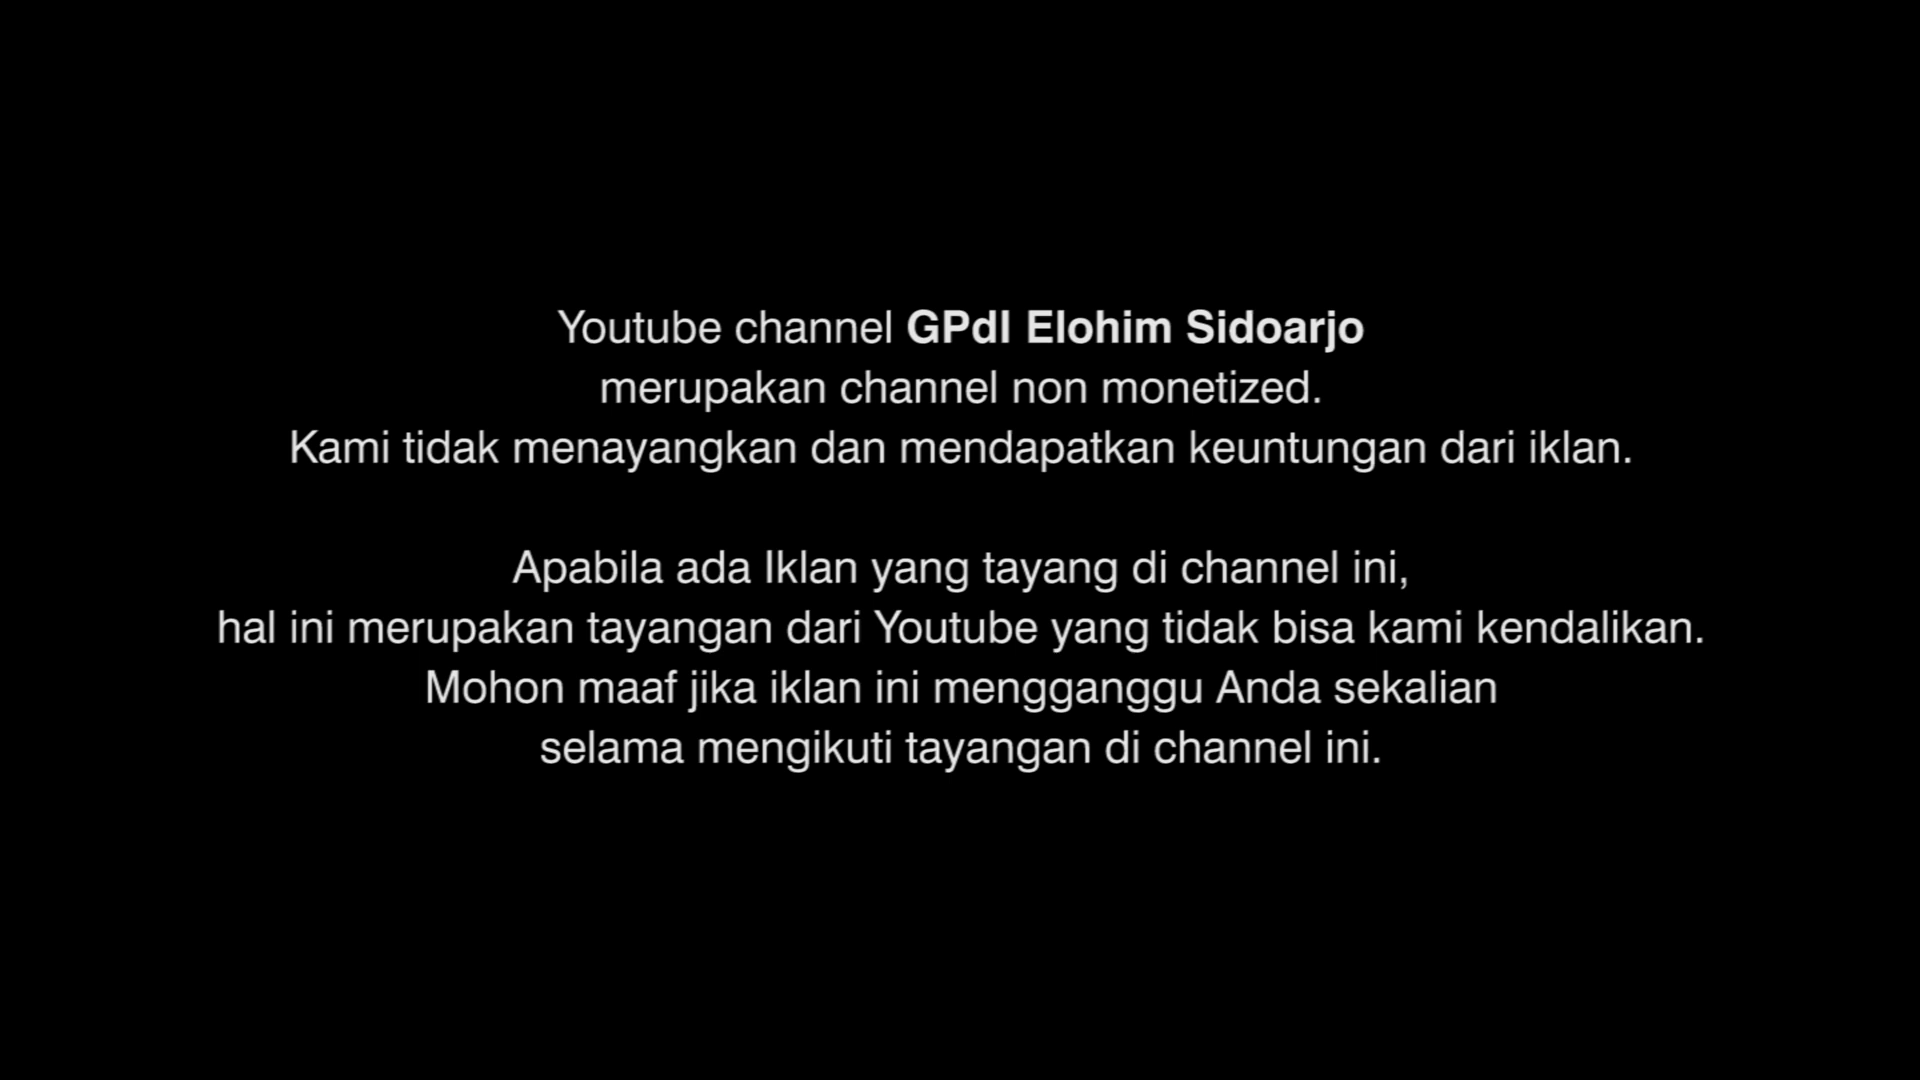 Youtube channel GPdI Elohim Sidoarjo
merupakan channel non monetized.
Kami tidak menayangkan dan mendapatkan keuntungan dari iklan.
Apabila ada Iklan yang tayang di channel ini,
hal ini merupakan tayangan dari Youtube yang tidak bisa kami kendalikan.
Mohon maaf jika iklan ini mengganggu Anda sekalian
selama mengikuti tayangan di channel ini.